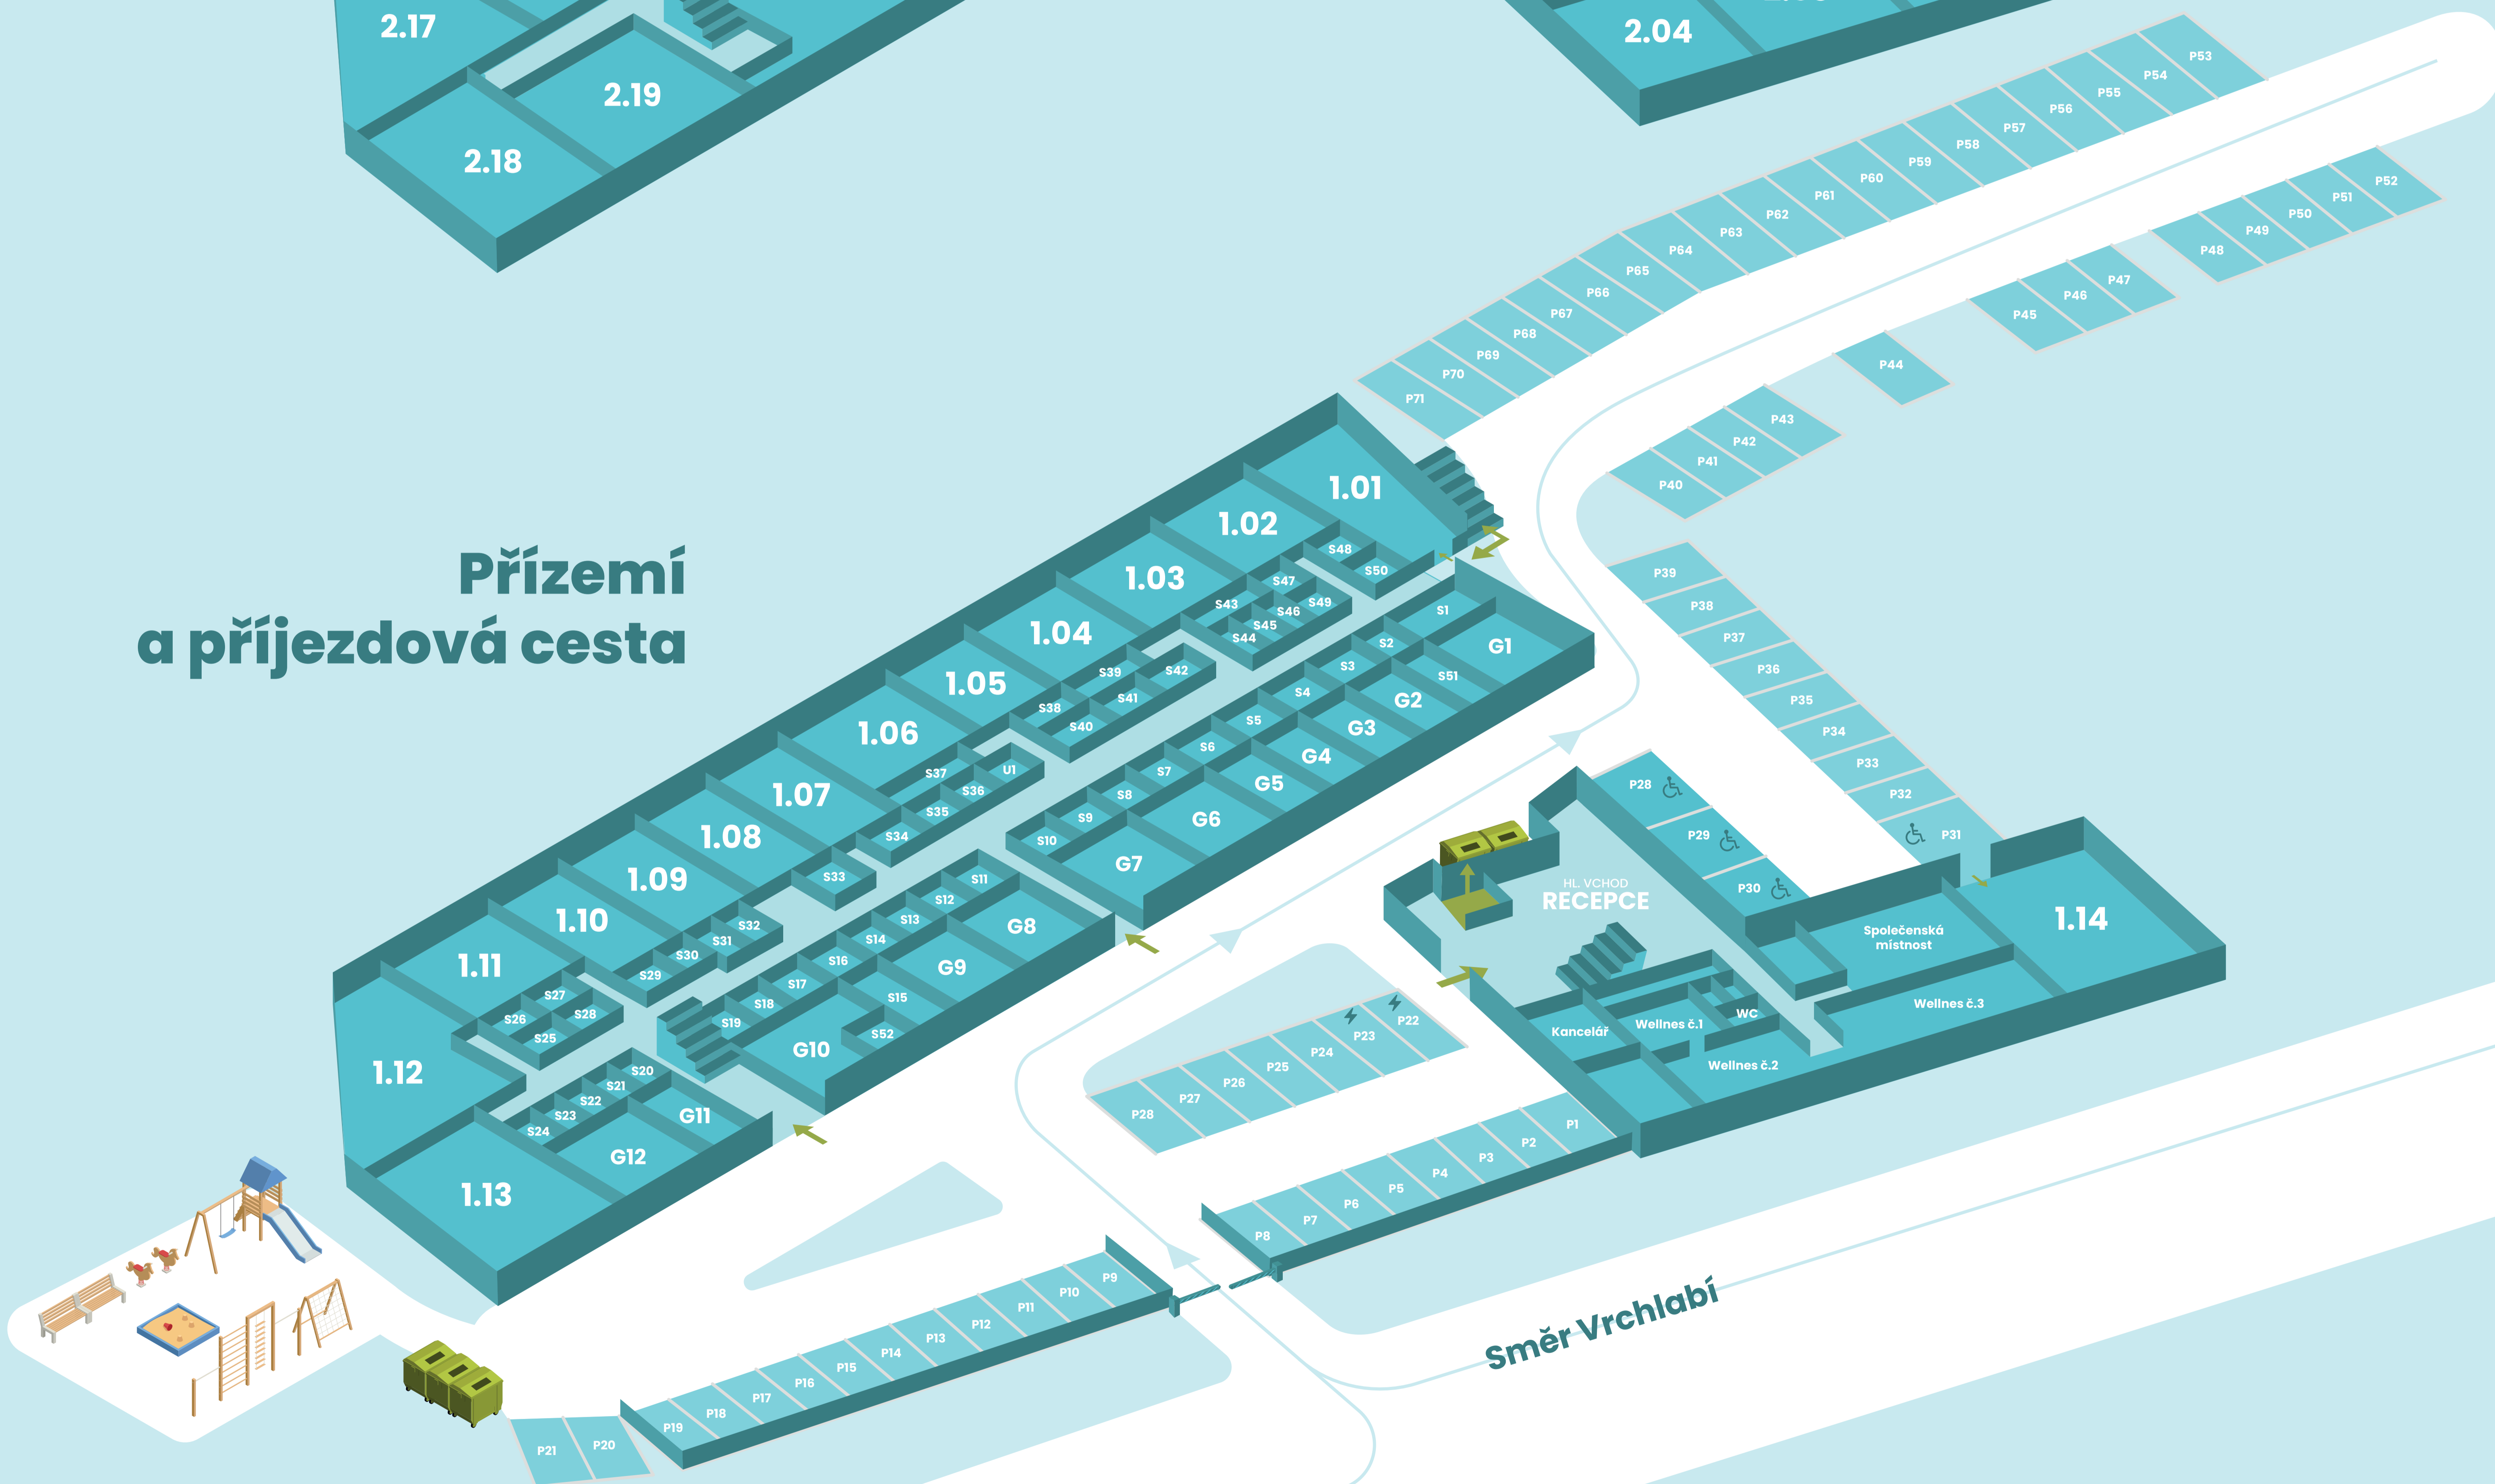 2.17
2.19
2.18
2.04
P53
P54
P55
P56
P57
P58
P59
P60
P61
P62
P63
P64
P65
P66
P67
P68
P69
P70
P71
P52
P51
P50
P49
P48
P47
P46
P45
P44
P43
P42
P41
P40
P39
P38
P37
P36
P35
P34
P33
P32
P31
P28
P29
P30
Přízemí
a příjezdová cesta
1.01
1.02
1.03
1.04
1.05
1.06
1.07
1.08
1.09
1.10
1.11
1.12
1.13
S48
S50
S47
S43
S49
S46
S45
S44
S39
S42
S41
S38
S40
S37
U1
S36
S35
S34
S33
S32
S31
S30
S29
S27
S28
S26
S25
S1
S2
S3
S4
S5
S6
S7
S8
S9
S10
S51
G1
G2
G3
G4
G5
G6
G7
S11
S12
S13
S14
S16
S17
S18
S19
S15
S52
G8
G9
G10
S20
S21
S22
S23
S24
G11
G12
HL. VCHOD
RECEPCE
Společenská
místnost
1.14
Wellnes č.3
WC
Wellnes č.1
Kancelář
Wellnes č.2
P22
P23
P24
P25
P26
P27
P28
P1
P2
P3
P4
P5
P6
P7
P8
P9
P10
P11
P12
P13
P14
P15
P16
P17
P18
P19
P20
P21
Směr Vrchlabí